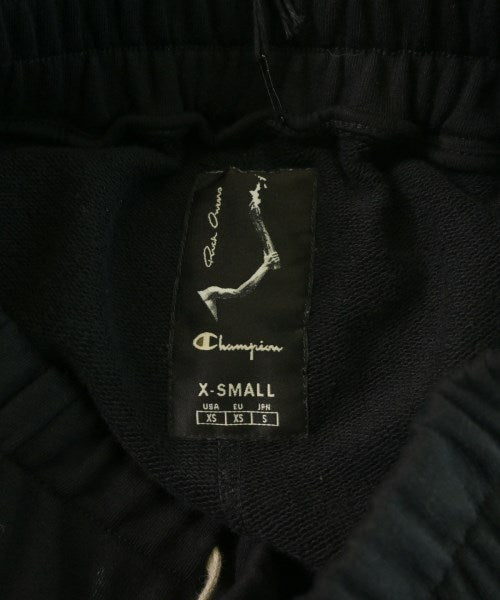 Rick Owens
Champion
X-SMALL
USA EU JPN
XS XS S